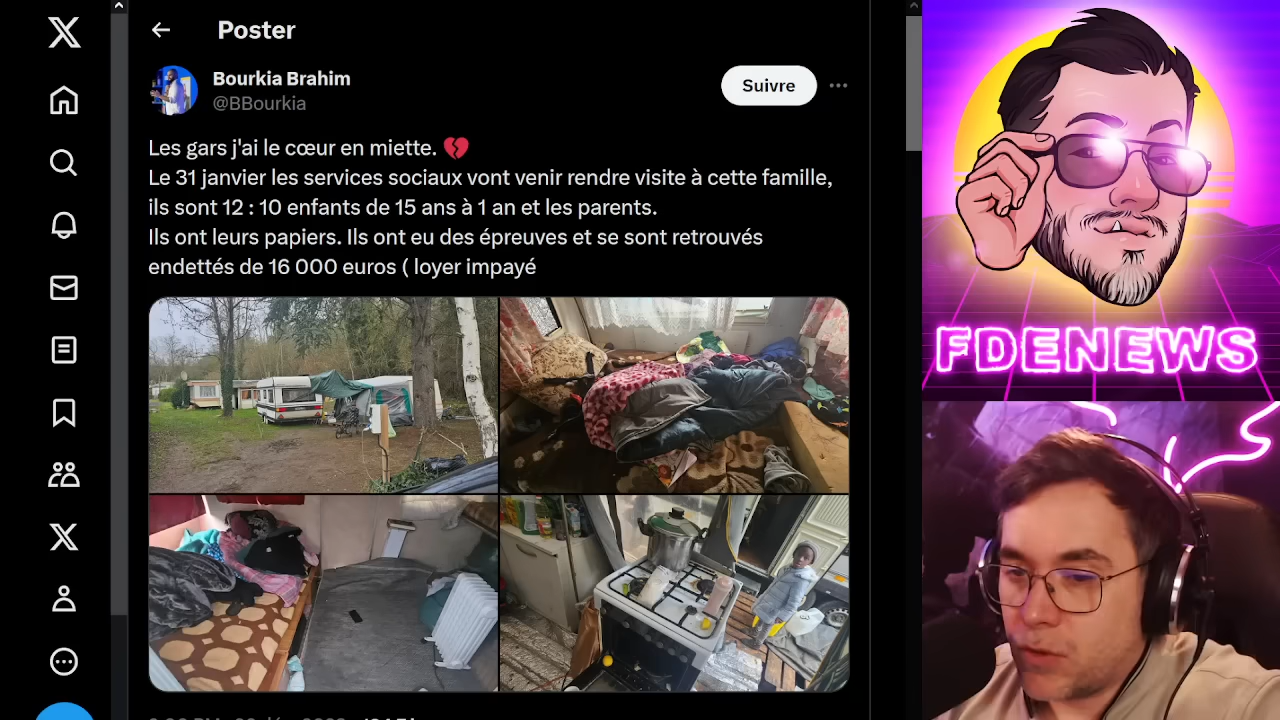 Poster
Bourkia Brahim
@BBourkia
Suivre
Les gars j'ai le cœur en miette. 💔
Le 31 janvier les services sociaux vont venir rendre visite à cette famille,
ils sont 12 : 10 enfants de 15 ans à 1 an et les parents.
Ils ont leurs papiers. Ils ont eu des épreuves et se sont retrouvés
endettés de 16 000 euros ( loyer impayé
FDENEWS